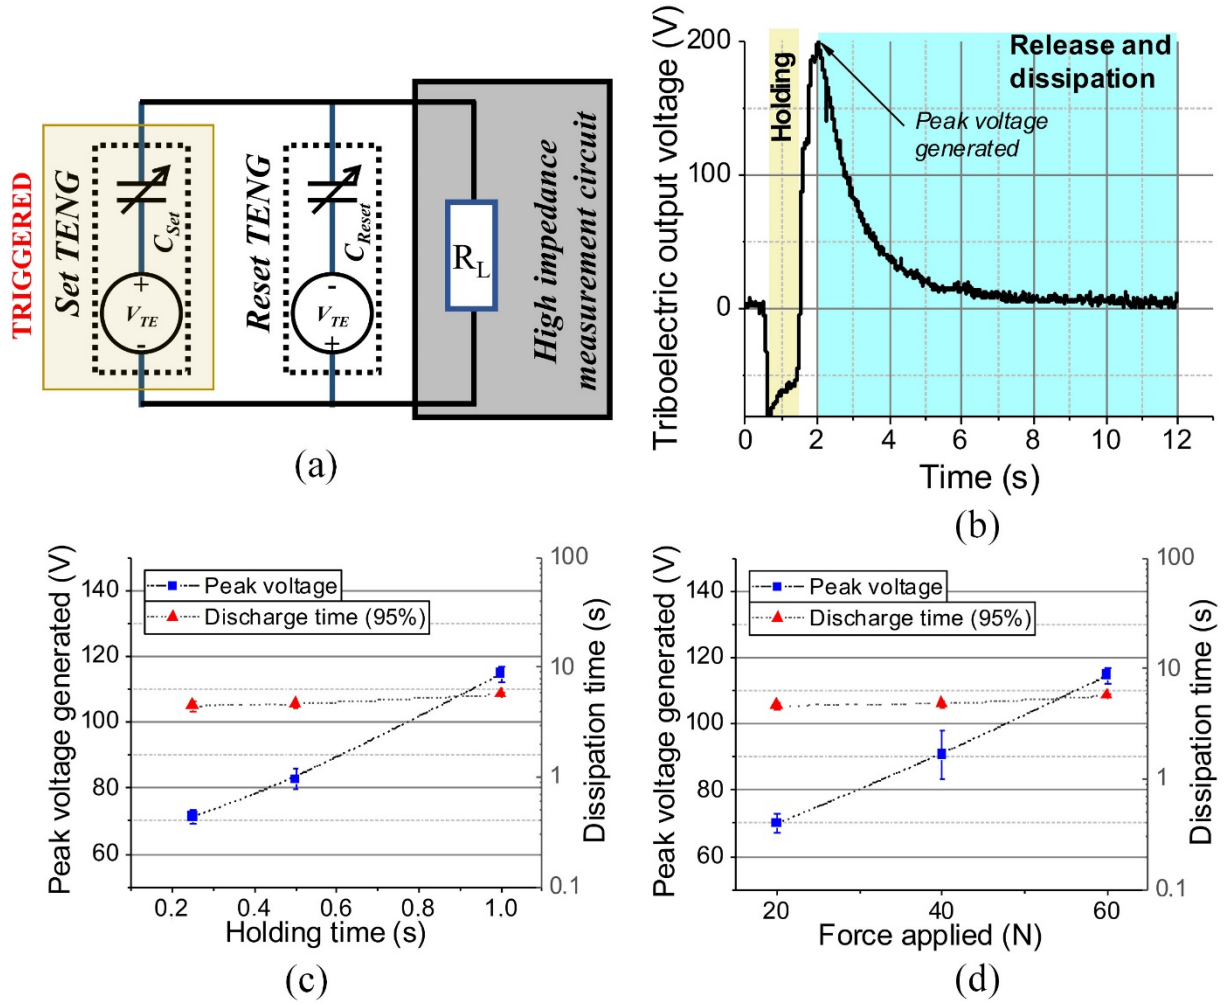 TRIGGERED
Set TENG
C_Set
+
V_TE
-
Reset TENG
C_Reset
-
V_TE
+
R_L
High impedance
measurement circuit
(a)
Triboelectric output voltage (V)
200
100
0
Holding
Release and
dissipation
Peak voltage
generated
0 2 4 6 8 10 12
Time (s)
(b)
Peak voltage generated (V)
140
120
100
80
60
Peak voltage
Discharge time (95%)
100
10
1
0.1
Dissipation time (s)
0.2 0.4 0.6 0.8 1.0
Holding time (s)
(c)
Peak voltage generated (V)
140
120
100
80
60
Peak voltage
Discharge time (95%)
100
10
1
0.1
Dissipation time (s)
20 40 60
Force applied (N)
(d)